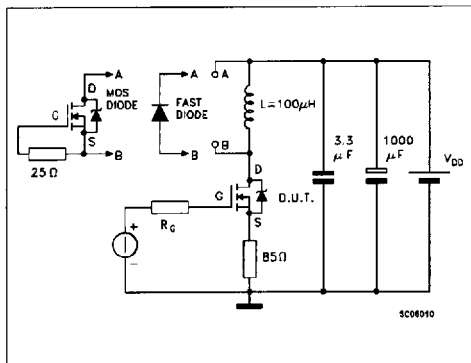 A
D
MOS
DIODE
G
S
B
25Ω
A
FAST
DIODE
B
A
L=100µH
B
3.3
µF
1000
µF
VDD
D
G
D.U.T.
S
RG
+
−
85Ω
SC06010